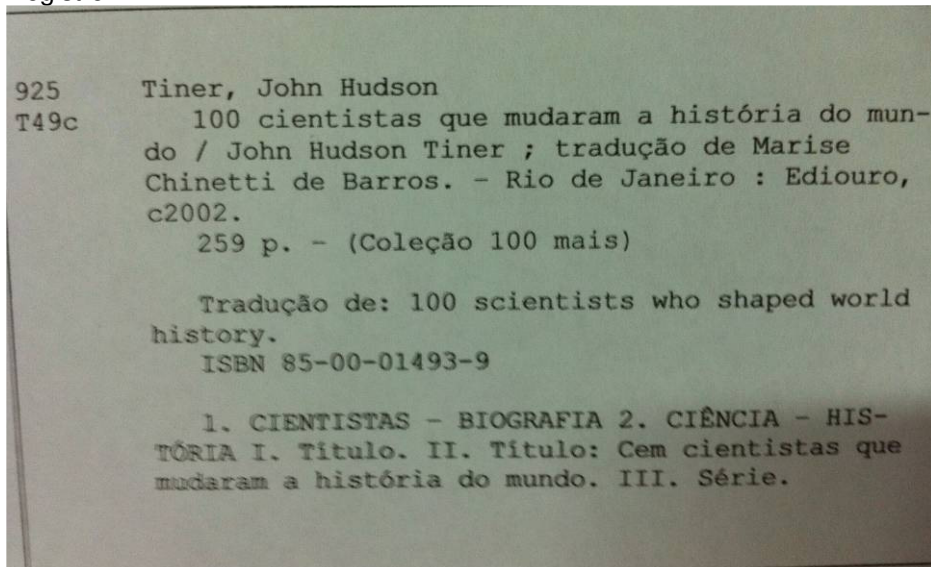 925 Tiner, John Hudson
T49c 100 cientistas que mudaram a história do mun-
do / John Hudson Tiner ; tradução de Marise
Chinetti de Barros. - Rio de Janeiro : Ediouro,
c2002.
259 p. - (Coleção 100 mais)
Tradução de: 100 scientists who shaped world
history.
ISBN 85-00-01493-9
1. CIENTISTAS - BIOGRAFIA 2. CIÊNCIA - HIS-
TÓRIA I. Título. II. Título: Cem cientistas que
mudaram a história do mundo. III. Série.